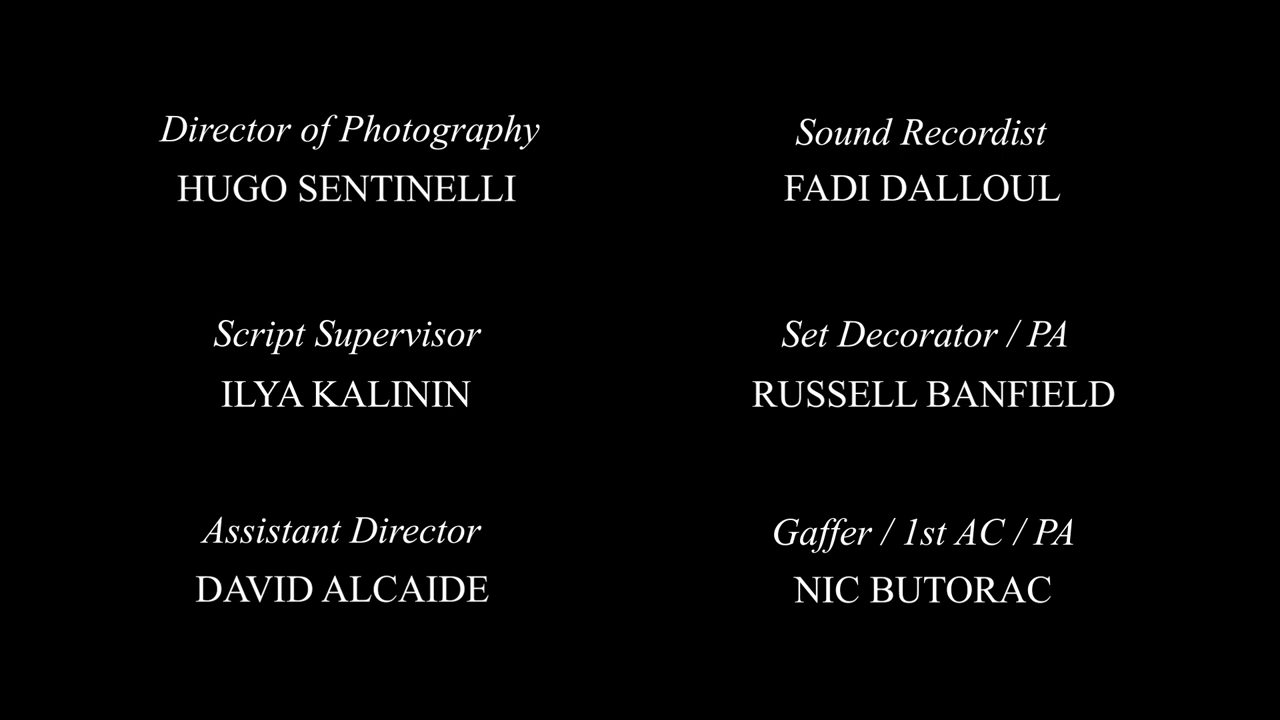 Director of Photography
HUGO SENTINELLI
Sound Recordist
FADI DALLOUL
Script Supervisor
ILYA KALININ
Set Decorator / PA
RUSSELL BANFIELD
Assistant Director
DAVID ALCAIDE
Gaffer / 1st AC / PA
NIC BUTORAC